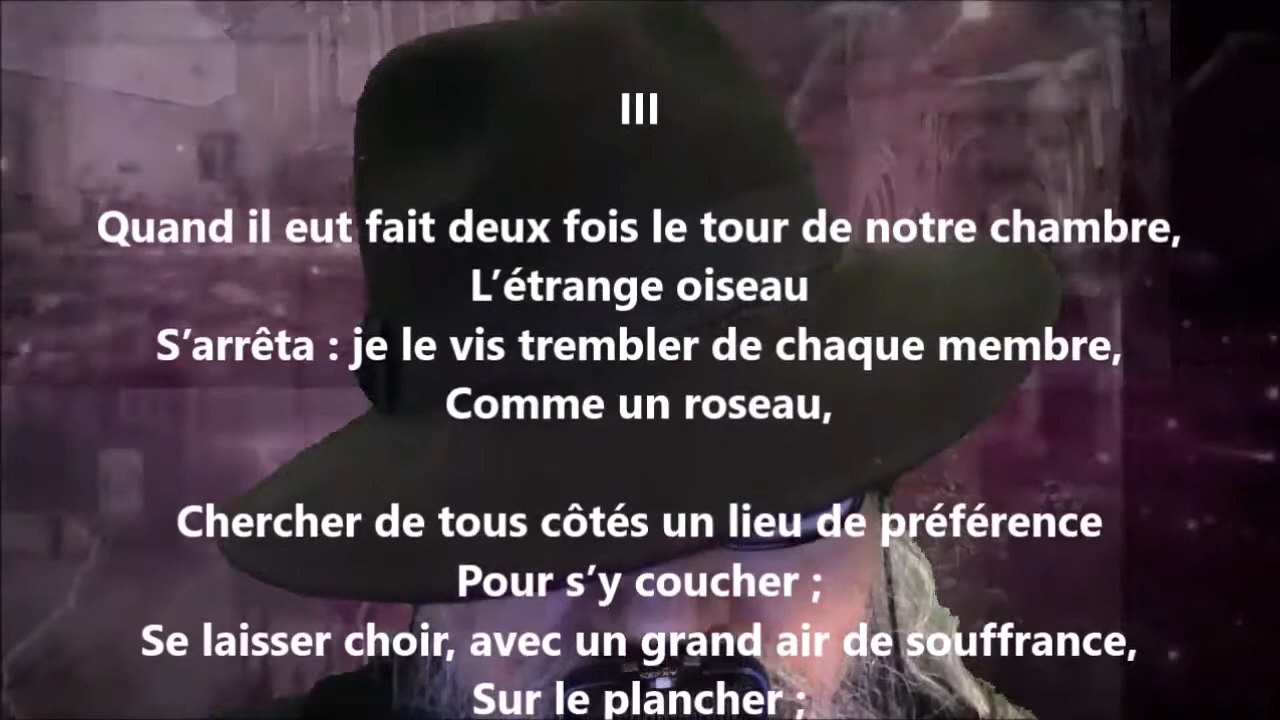 III
Quand il eut fait deux fois le tour de notre chambre,
L’étrange oiseau
S’arrêta : je le vis trembler de chaque membre,
Comme un roseau,
Chercher de tous côtés un lieu de préférence
Pour s’y coucher ;
Se laisser choir, avec un grand air de souffrance,
Sur le plancher ;